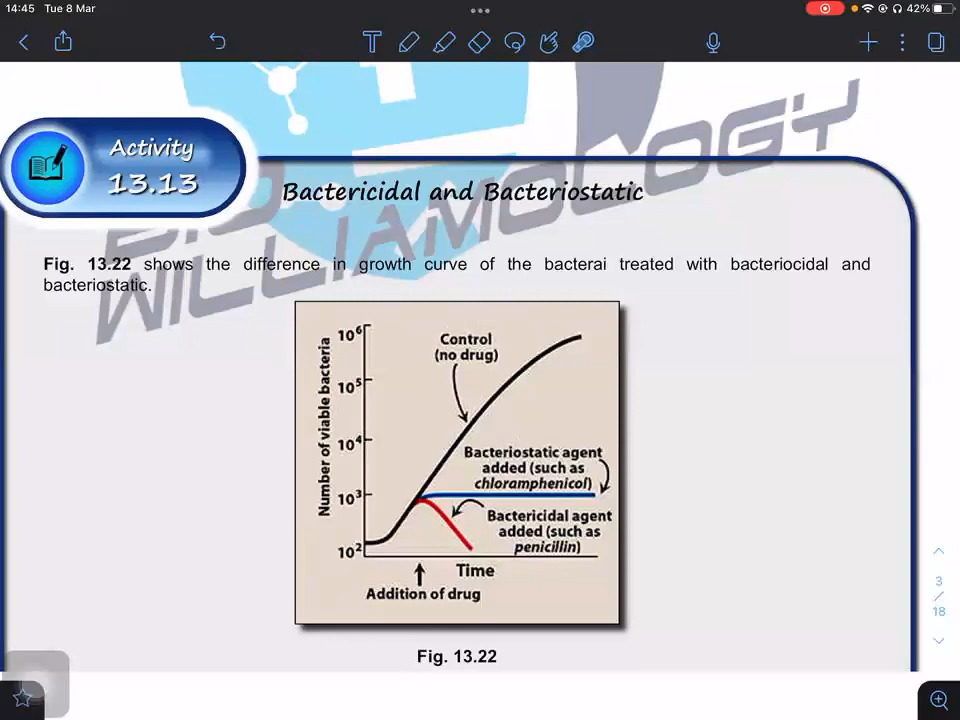 14:45 Tue 8 Mar
42%
Activity
13.13
Bactericidal and Bacteriostatic
BIO
WILLIAMOLOGY
Fig. 13.22 shows the difference in growth curve of the bacterai treated with bacteriocidal and
bacteriostatic.
Number of viable bacteria
10⁶
10⁵
10⁴
10³
10²
Control
(no drug)
Bacteriostatic agent
added (such as
chloramphenicol)
Bactericidal agent
added (such as
penicillin)
Time
Addition of drug
Fig. 13.22
3
/
18